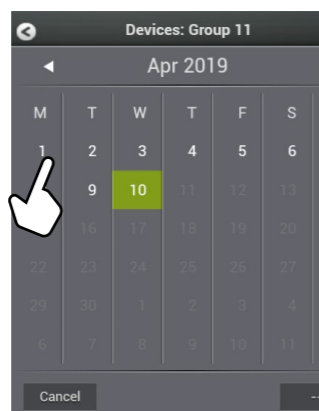 Devices: Group 11
Apr 2019
M T W T F S
1 2 3 4 5 6
9 10 11 12 13
16 17 18 19 20
22 23 24 25 26 27
29 30 1 2 3 4
6 7 8 9 10 11
Cancel --